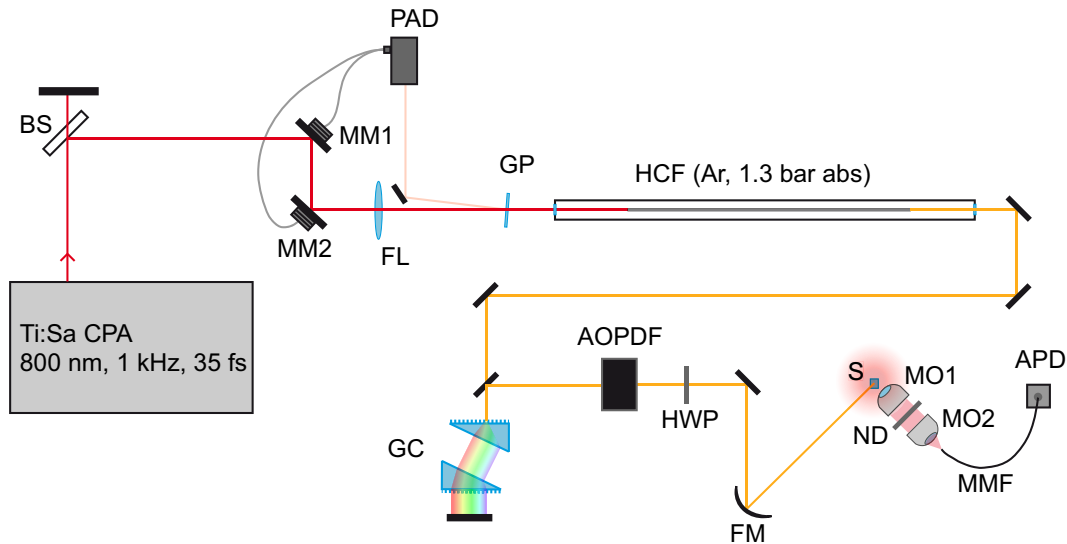 PAD
BS
MM1
GP
HCF (Ar, 1.3 bar abs)
MM2
FL
Ti:Sa CPA
800 nm, 1 kHz, 35 fs
AOPDF
S
MO1
APD
HWP
ND
MO2
GC
MMF
FM